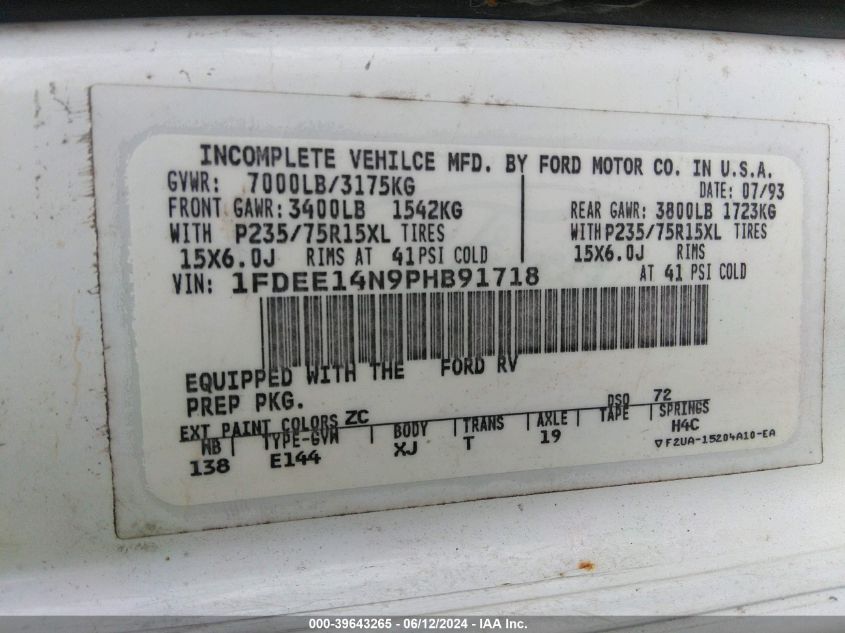 INCOMPLETE VEHILCE MFD. BY FORD MOTOR CO. IN U.S.A.
GVWR: 7000LB/3175KG DATE: 07/93
FRONT GAWR: 3400LB 1542KG REAR GAWR: 3800LB 1723KG
WITH P235/75R15XL TIRES WITH P235/75R15XL TIRES
15X6.0J RIMS AT 41 PSI COLD 15X6.0J RIMS
VIN: 1FDEE14N9PHB91718 AT 41 PSI COLD
EQUIPPED WITH THE FORD RV
PREP PKG.
DSO 72
EXT PAINT COLORS ZC
WB | TYPE-GVW | BODY | TRANS | AXLE | TAPE | SPRINGS
138 E144 XJ T 19 H4C
▽F2UA-15204A10-EA
000-39643265 - 06/12/2024 - IAA Inc.